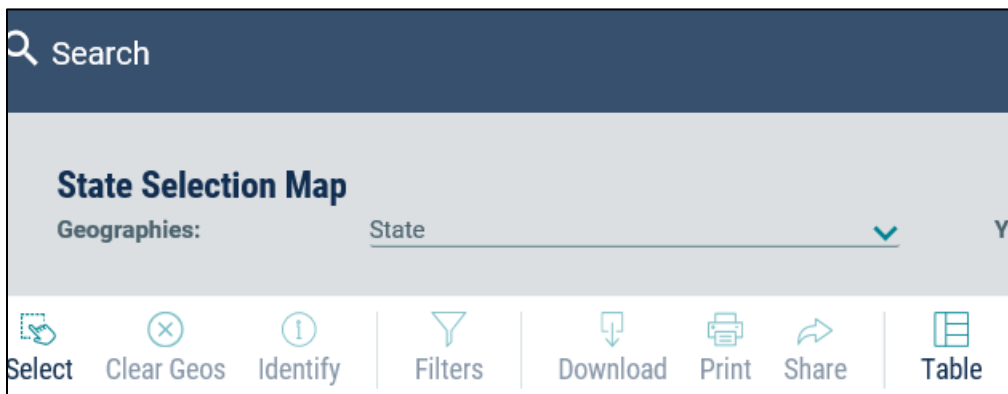 Search
State Selection Map
Geographies: State Y
Select Clear Geos Identify Filters Download Print Share Table